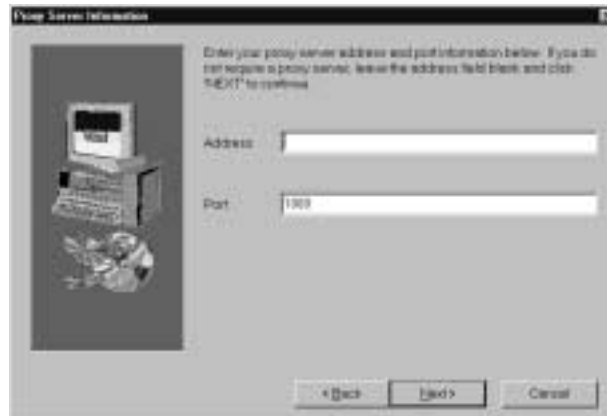 Proxy Server Information
Enter your proxy server address and port information below. If you do
not require a proxy server, leave the address field blank and click
"NEXT" to continue.
Address
Port
< Back
Next >
Cancel